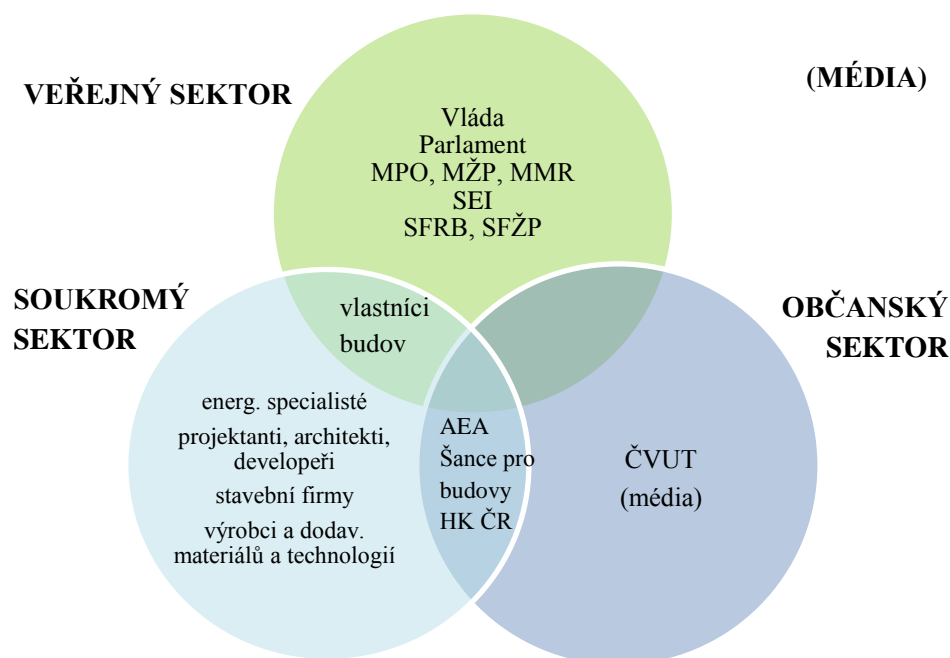 VEŘEJNÝ SEKTOR
(MÉDIA)
Vláda
Parlament
MPO, MŽP, MMR
SEI
SFRB, SFŽP
SOUKROMÝ
SEKTOR
vlastníci
budov
OBČANSKÝ
SEKTOR
energ. specialisté
projektanti, architekti,
developeři
stavební firmy
výrobci a dodav.
materiálů a technologií
AEA
Šance pro
budovy
HK ČR
ČVUT
(média)